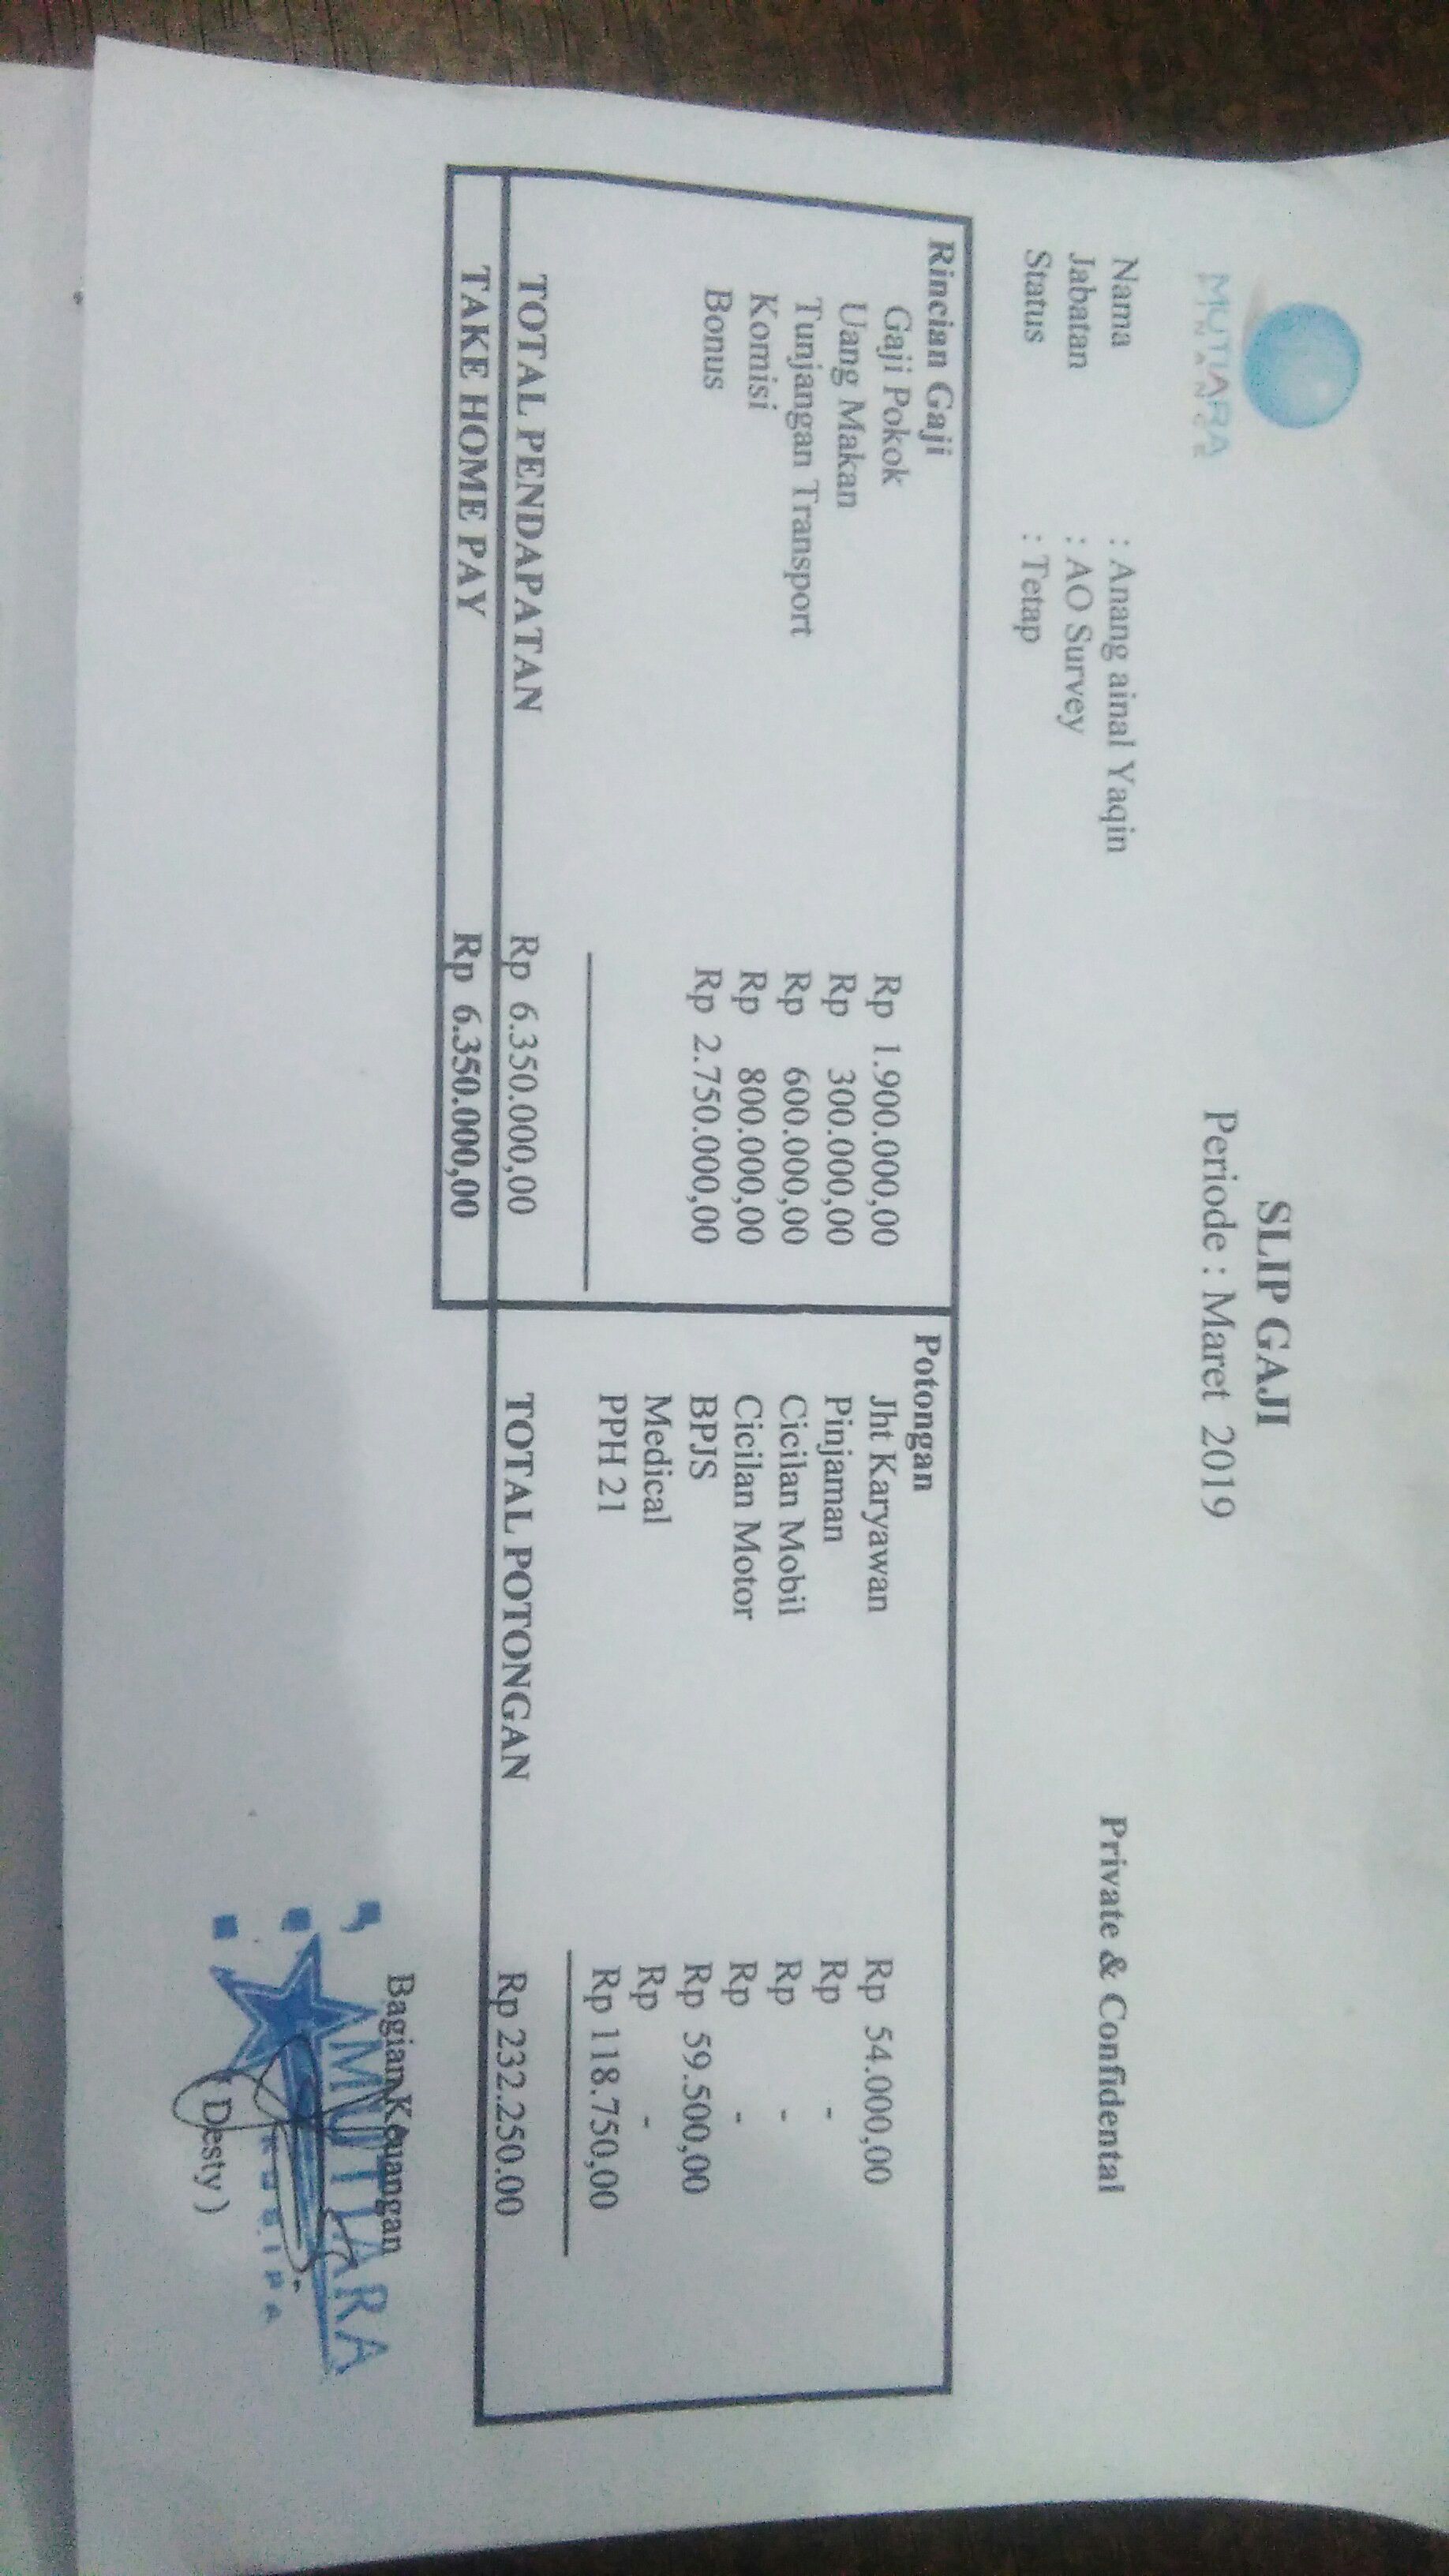 MUTIARA
FINANCE
SLIP GAJI
Periode : Maret 2019
Nama : Anang ainal Yaqin
Jabatan : AO Survey
Status : Tetap
Private & Confidental
Rincian Gaji
Gaji Pokok Rp 1.900.000,00
Uang Makan Rp 300.000,00
Tunjangan Transport Rp 600.000,00
Komisi Rp 800.000,00
Bonus Rp 2.750.000,00
TOTAL PENDAPATAN Rp 6.350.000,00
TAKE HOME PAY Rp 6.350.000,00
Potongan
Jht Karyawan Rp 54.000,00
Pinjaman Rp -
Cicilan Mobil Rp -
Cicilan Motor Rp -
BPJS Rp 59.500,00
Medical Rp -
PPH 21 Rp 118.750,00
TOTAL POTONGAN Rp 232.250.00
Bagian Keuangan
MUTIARA
( Desty )